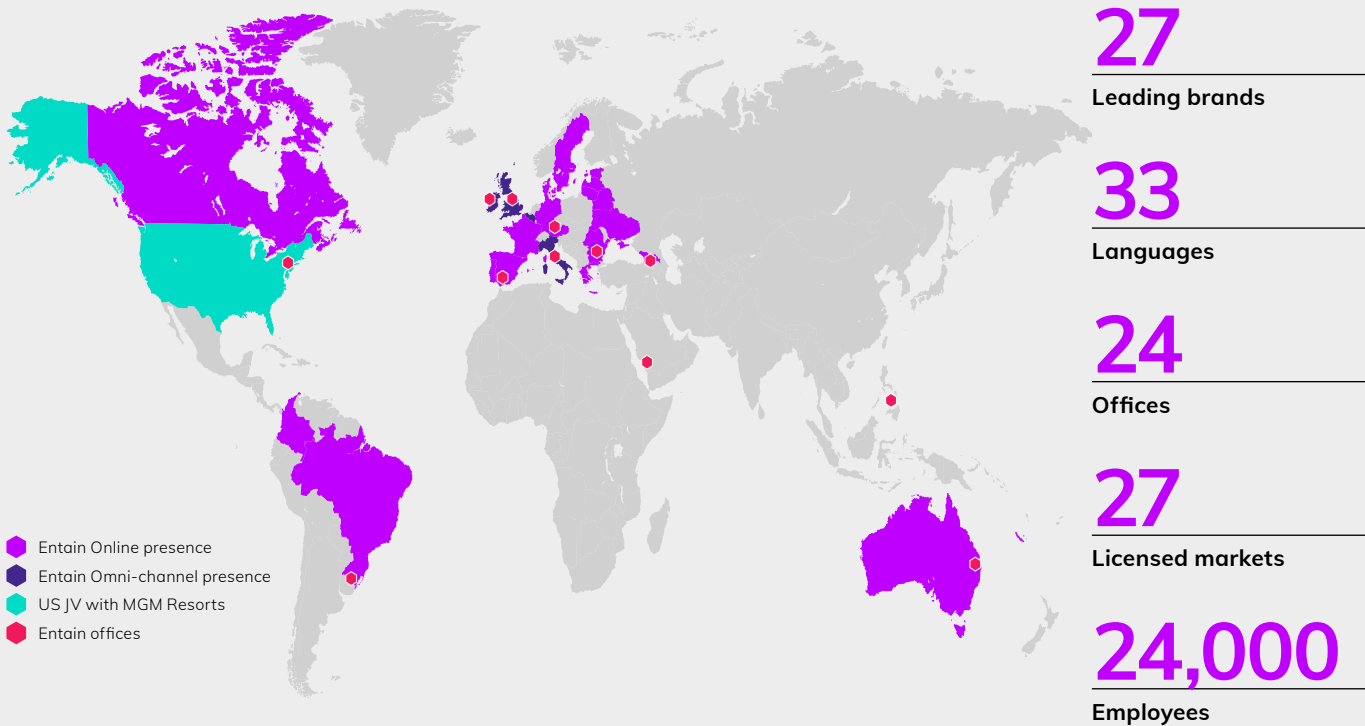 27
Leading brands
33
Languages
24
Offices
27
Licensed markets
24,000
Employees
Entain Online presence
Entain Omni-channel presence
US JV with MGM Resorts
Entain offices